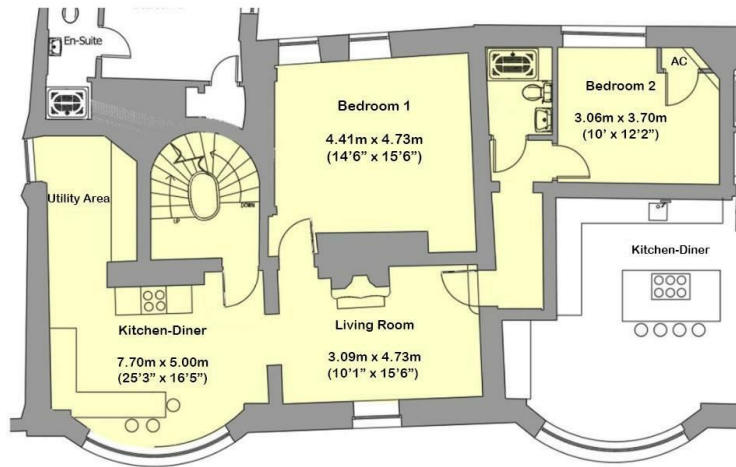 En-Suite
Bedroom 1
4.41m x 4.73m
(14'6" x 15'6")
AC
Bedroom 2
3.06m x 3.70m
(10' x 12'2")
Utility Area
UP
DOWN
Kitchen-Diner
Kitchen-Diner
7.70m x 5.00m
(25'3" x 16'5")
Living Room
3.09m x 4.73m
(10'1" x 15'6")